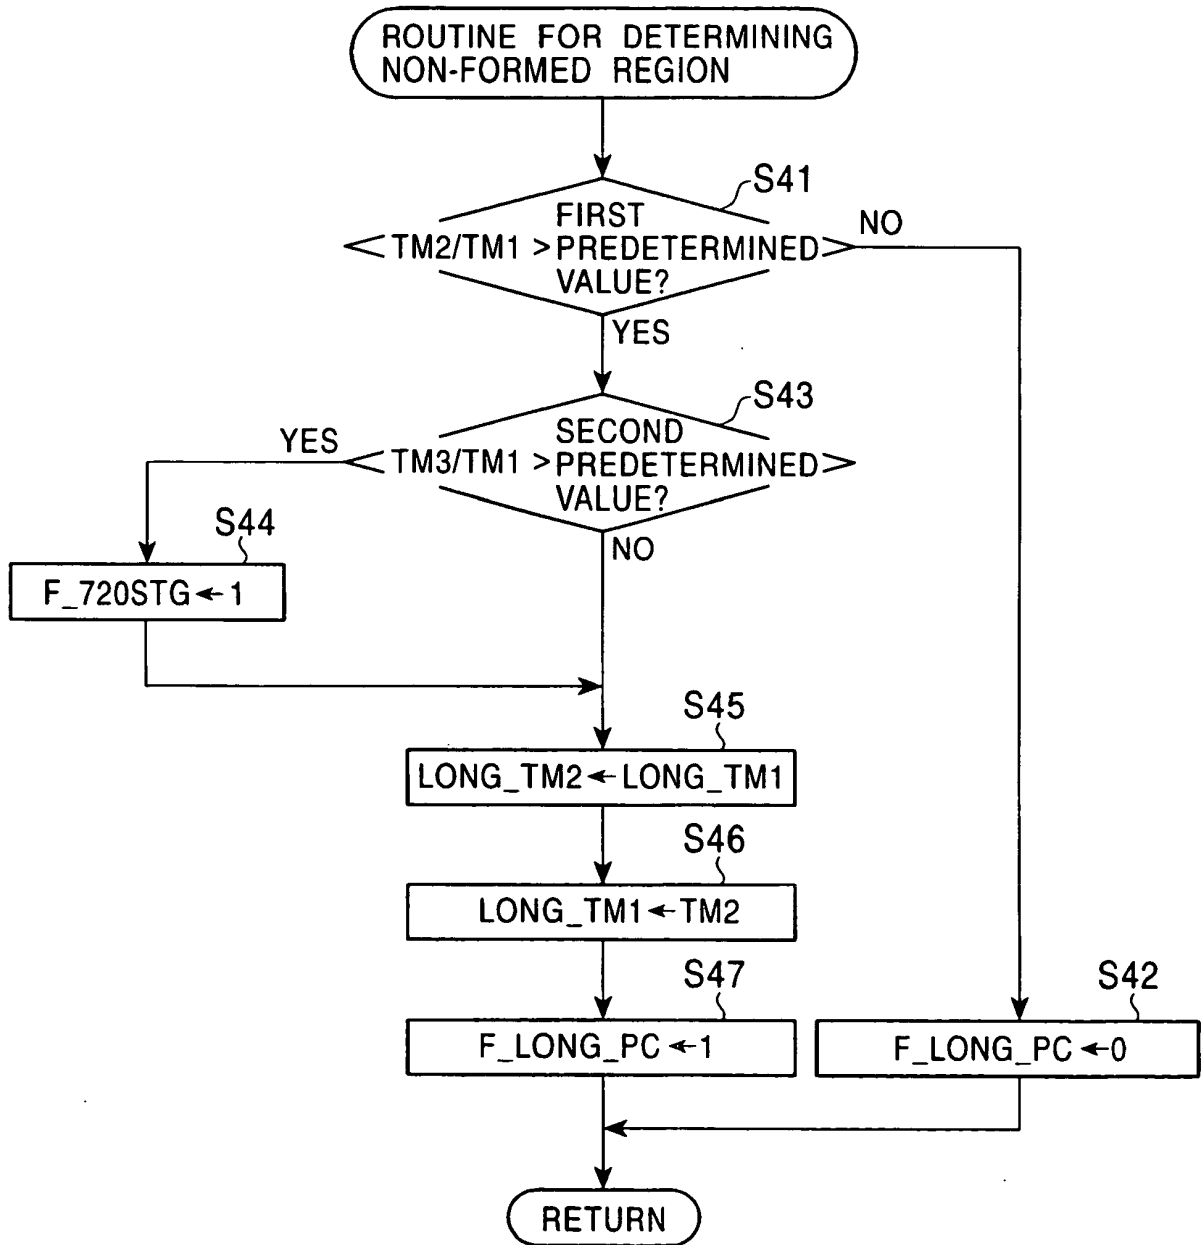 ROUTINE FOR DETERMINING
NON-FORMED REGION
S41
FIRST
TM2/TM1 > PREDETERMINED
VALUE?
NO
YES
S43
SECOND
TM3/TM1 > PREDETERMINED
VALUE?
YES
NO
S44
F_720STG←1
S45
LONG_TM2←LONG_TM1
S46
LONG_TM1←TM2
S47
F_LONG_PC←1
S42
F_LONG_PC←0
RETURN